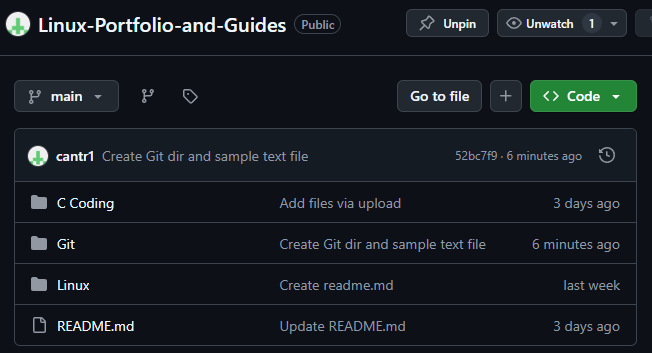 Linux-Portfolio-and-Guides Public Unpin Unwatch 1
main Go to file Code
cantr1 Create Git dir and sample text file 52bc7f9 · 6 minutes ago
C Coding Add files via upload 3 days ago
Git Create Git dir and sample text file 6 minutes ago
Linux Create readme.md last week
README.md Update README.md 3 days ago